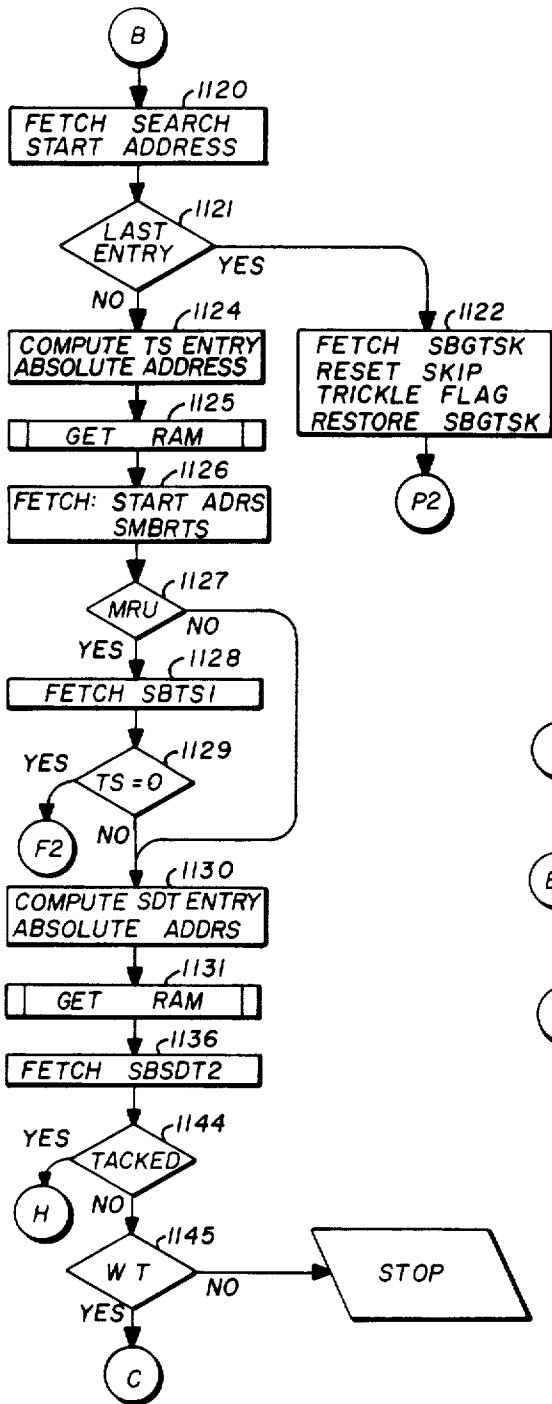 B
1120
FETCH SEARCH
START ADDRESS
1121
LAST
ENTRY
YES
NO
1124
COMPUTE TS ENTRY
ABSOLUTE ADDRESS
1122
FETCH SBGTSK
RESET SKIP
TRICKLE FLAG
RESTORE SBGTSK
P2
1125
GET RAM
1126
FETCH: START ADRS
SMBRTS
1127
MRU
NO
YES
1128
FETCH SBTS1
1129
YES
TS=0
F2
NO
1130
COMPUTE SDT ENTRY
ABSOLUTE ADDRS
1131
GET RAM
1136
FETCH SBSDT2
1144
YES
TACKED
H
NO
1145
WT
NO
STOP
YES
C